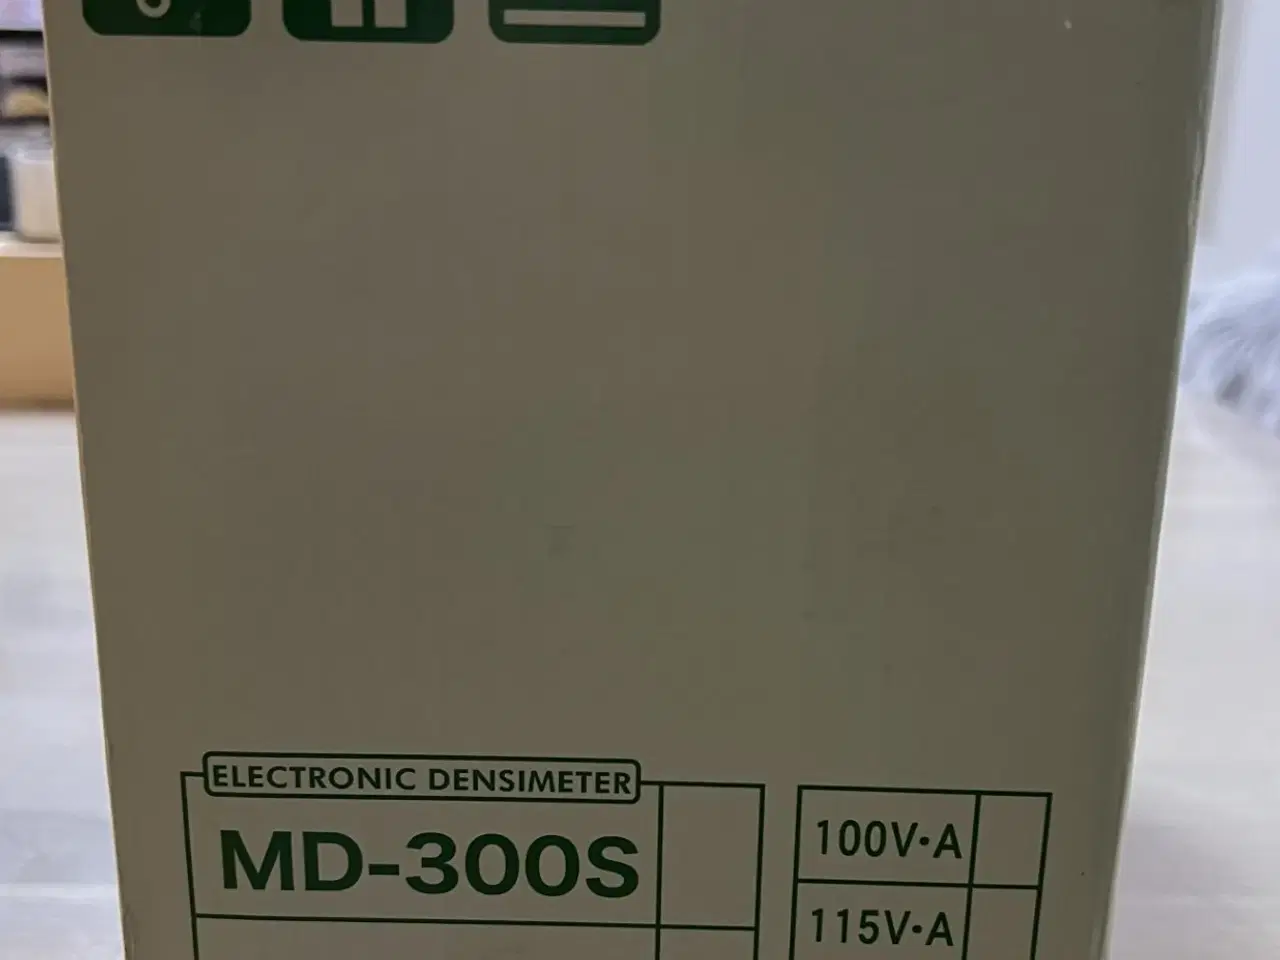 ELECTRONIC DENSIMETER
MD-300S
100V·A
115V·A